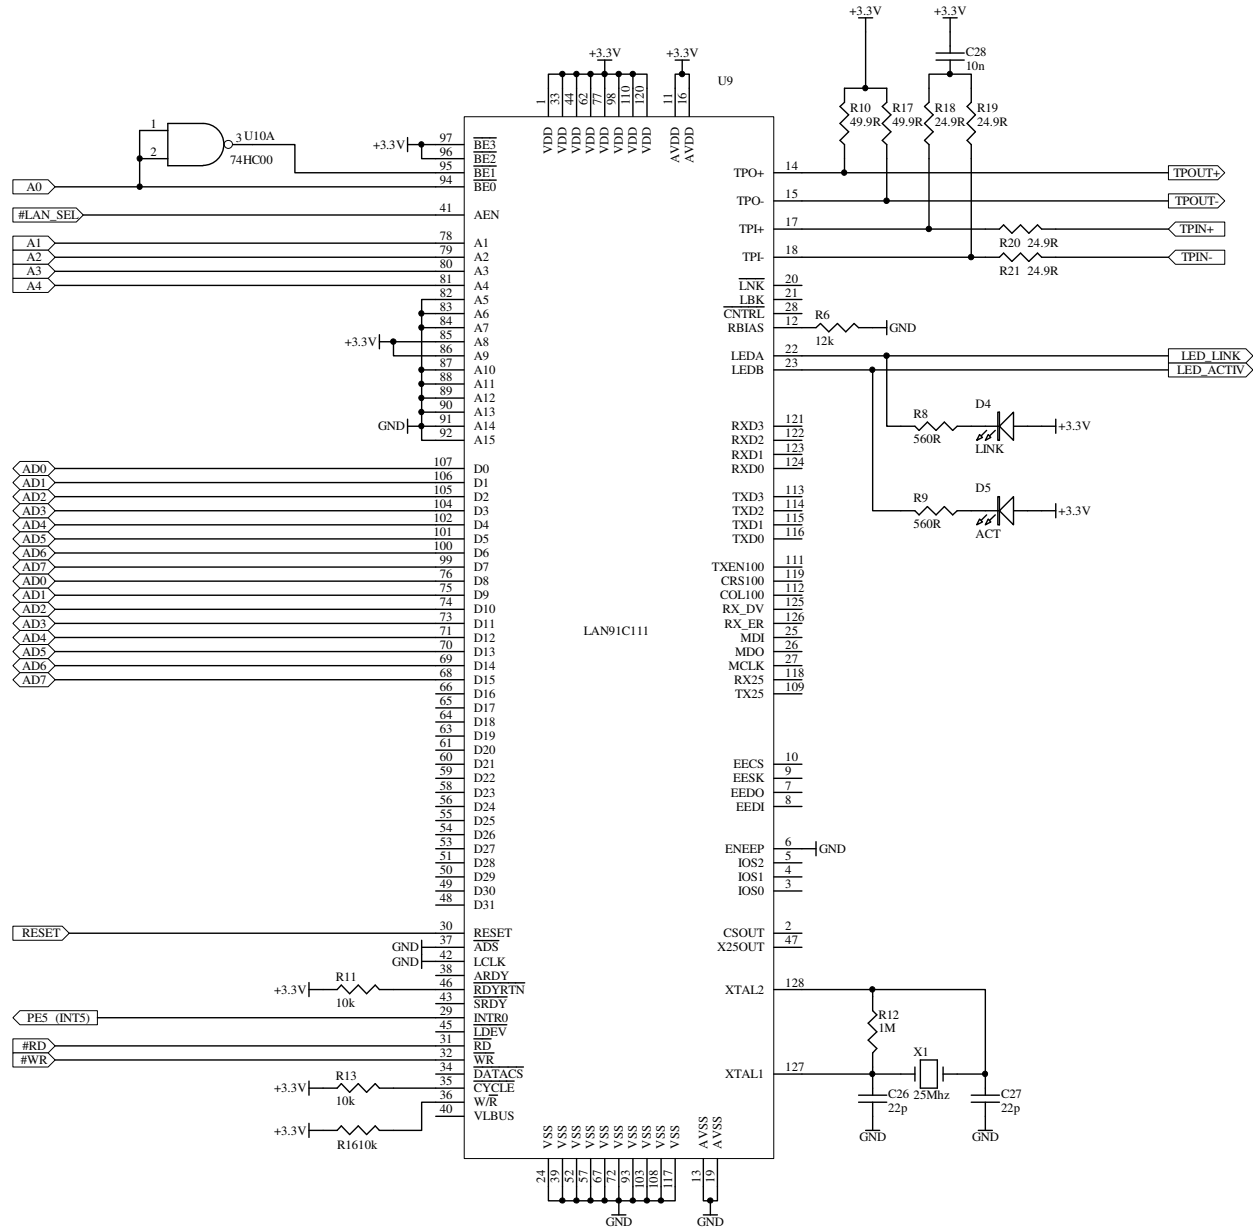 +3.3V
+3.3V
+3.3V
+3.3V
C28
10n
U9
1
33
44
62
77
98
110
120
11
16
VDD
VDD
VDD
VDD
VDD
VDD
VDD
VDD
AVDD
AVDD
R10
49.9R
R17
49.9R
R18
24.9R
R19
24.9R
1
2
3
U10A
74HC00
+3.3V
97
BE3
96
BE2
95
BE1
A0
94
BE0
#LAN_SEL
41
AEN
A1
78
A1
A2
79
A2
A3
80
A3
A4
81
A4
82
A5
83
A6
84
A7
+3.3V
85
A8
86
A9
87
A10
88
A11
89
A12
90
A13
GND
91
A14
92
A15
AD0
107
D0
AD1
106
D1
AD2
105
D2
AD3
104
D3
AD4
102
D4
AD5
101
D5
AD6
100
D6
AD7
99
D7
AD0
76
D8
AD1
75
D9
AD2
74
D10
AD3
73
D11
AD4
71
D12
AD5
70
D13
AD6
69
D14
AD7
68
D15
66
D16
65
D17
64
D18
63
D19
61
D20
60
D21
59
D22
58
D23
56
D24
55
D25
54
D26
53
D27
51
D28
50
D29
49
D30
48
D31
RESET
30
RESET
GND
37
ADS
GND
42
LCLK
38
ARDY
+3.3V
R11
10k
46
RDYRTN
43
SRDY
PE5 (INT5)
29
INTR0
45
LDEV
#RD
31
RD
#WR
32
WR
34
DATACS
+3.3V
R13
10k
35
CYCLE
36
W/R
40
VLBUS
+3.3V
R1610k
LAN91C111
TPO+
14
TPOUT+
TPO-
15
TPOUT-
TPI+
17
R20 24.9R
TPIN+
TPI-
18
R21 24.9R
TPIN-
LNK
20
LBK
21
CNTRL
28
RBIAS
12
R6
12k
GND
LEDA
22
LED_LINK
LEDB
23
LED_ACTIV
R8
560R
D4
LINK
+3.3V
R9
560R
D5
ACT
+3.3V
RXD3
121
RXD2
122
RXD1
123
RXD0
124
TXD3
113
TXD2
114
TXD1
115
TXD0
116
TXEN100
111
CRS100
119
COL100
112
RX_DV
125
RX_ER
126
MDI
25
MDO
26
MCLK
27
RX25
118
TX25
109
EECS
10
EESK
9
EEDO
7
EEDI
8
ENEEP
6
GND
IOS2
5
IOS1
4
IOS0
3
CSOUT
2
X25OUT
47
XTAL2
128
R12
1M
XTAL1
127
X1
25Mhz
C26
22p
GND
C27
22p
GND
VSS
VSS
VSS
VSS
VSS
VSS
VSS
VSS
VSS
VSS
AVSS
AVSS
24
39
52
57
67
72
93
103
108
117
13
19
GND
GND